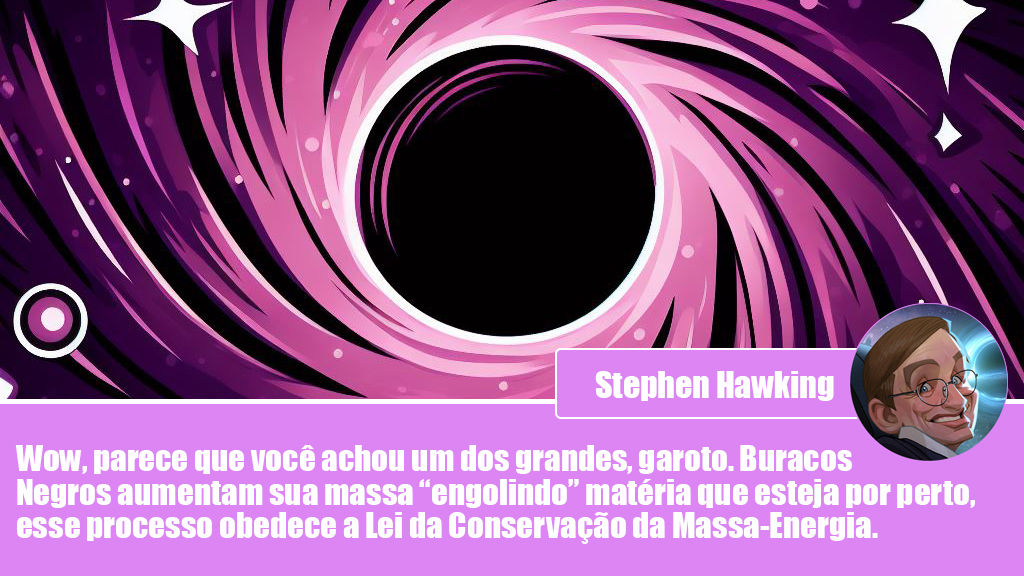 Stephen Hawking
Wow, parece que você achou um dos grandes, garoto. Buracos
Negros aumentam sua massa “engolindo” matéria que esteja por perto,
esse processo obedece a Lei da Conservação da Massa-Energia.